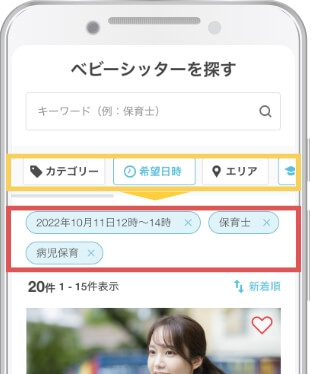 ベビーシッターを探す
キーワード（例：保育士）
カテゴリー 希望日時 エリア
2022年10月11日12時～14時 × 保育士 ×
病児保育 ×
20件 1 - 15件表示 新着順